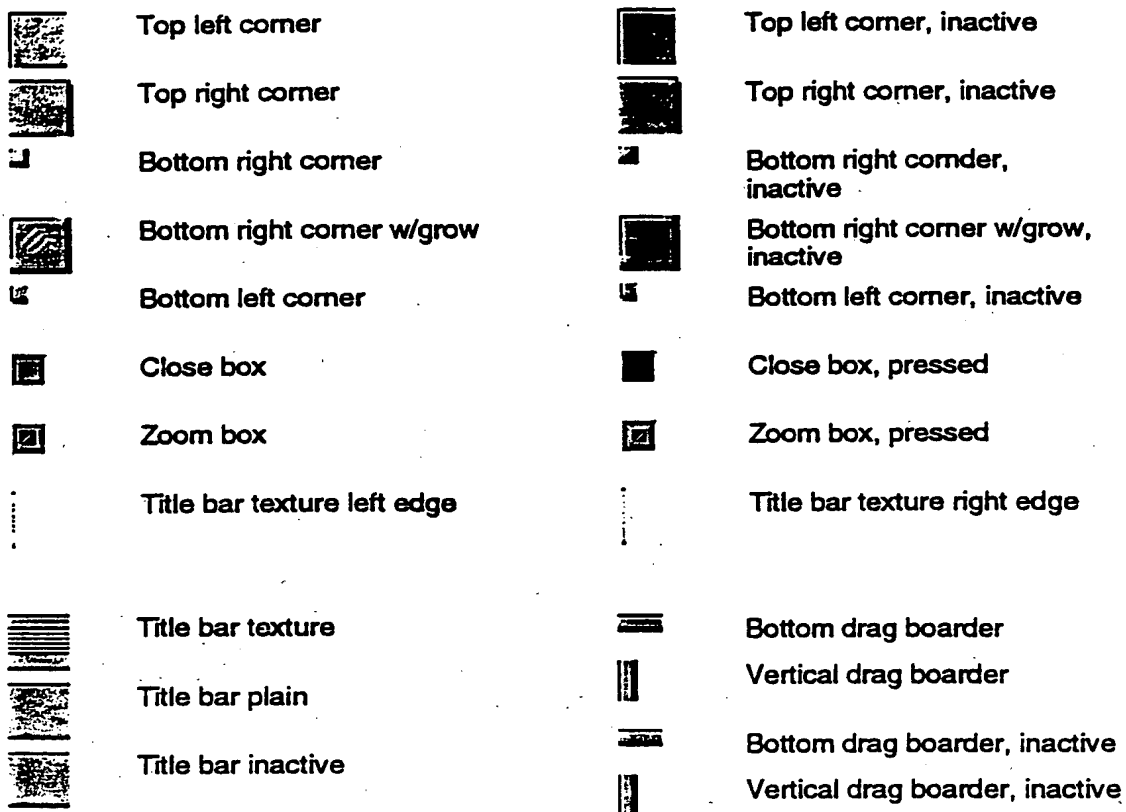 Top left corner
Top right corner
Bottom right corner
Bottom right corner w/grow
Bottom left corner
Close box
Zoom box
Title bar texture left edge
Title bar texture
Title bar plain
Title bar inactive
Top left corner, inactive
Top right corner, inactive
Bottom right cornder,
inactive
Bottom right corner w/grow,
inactive
Bottom left corner, inactive
Close box, pressed
Zoom box, pressed
Title bar texture right edge
Bottom drag boarder
Vertical drag boarder
Bottom drag boarder, inactive
Vertical drag boarder, inactive